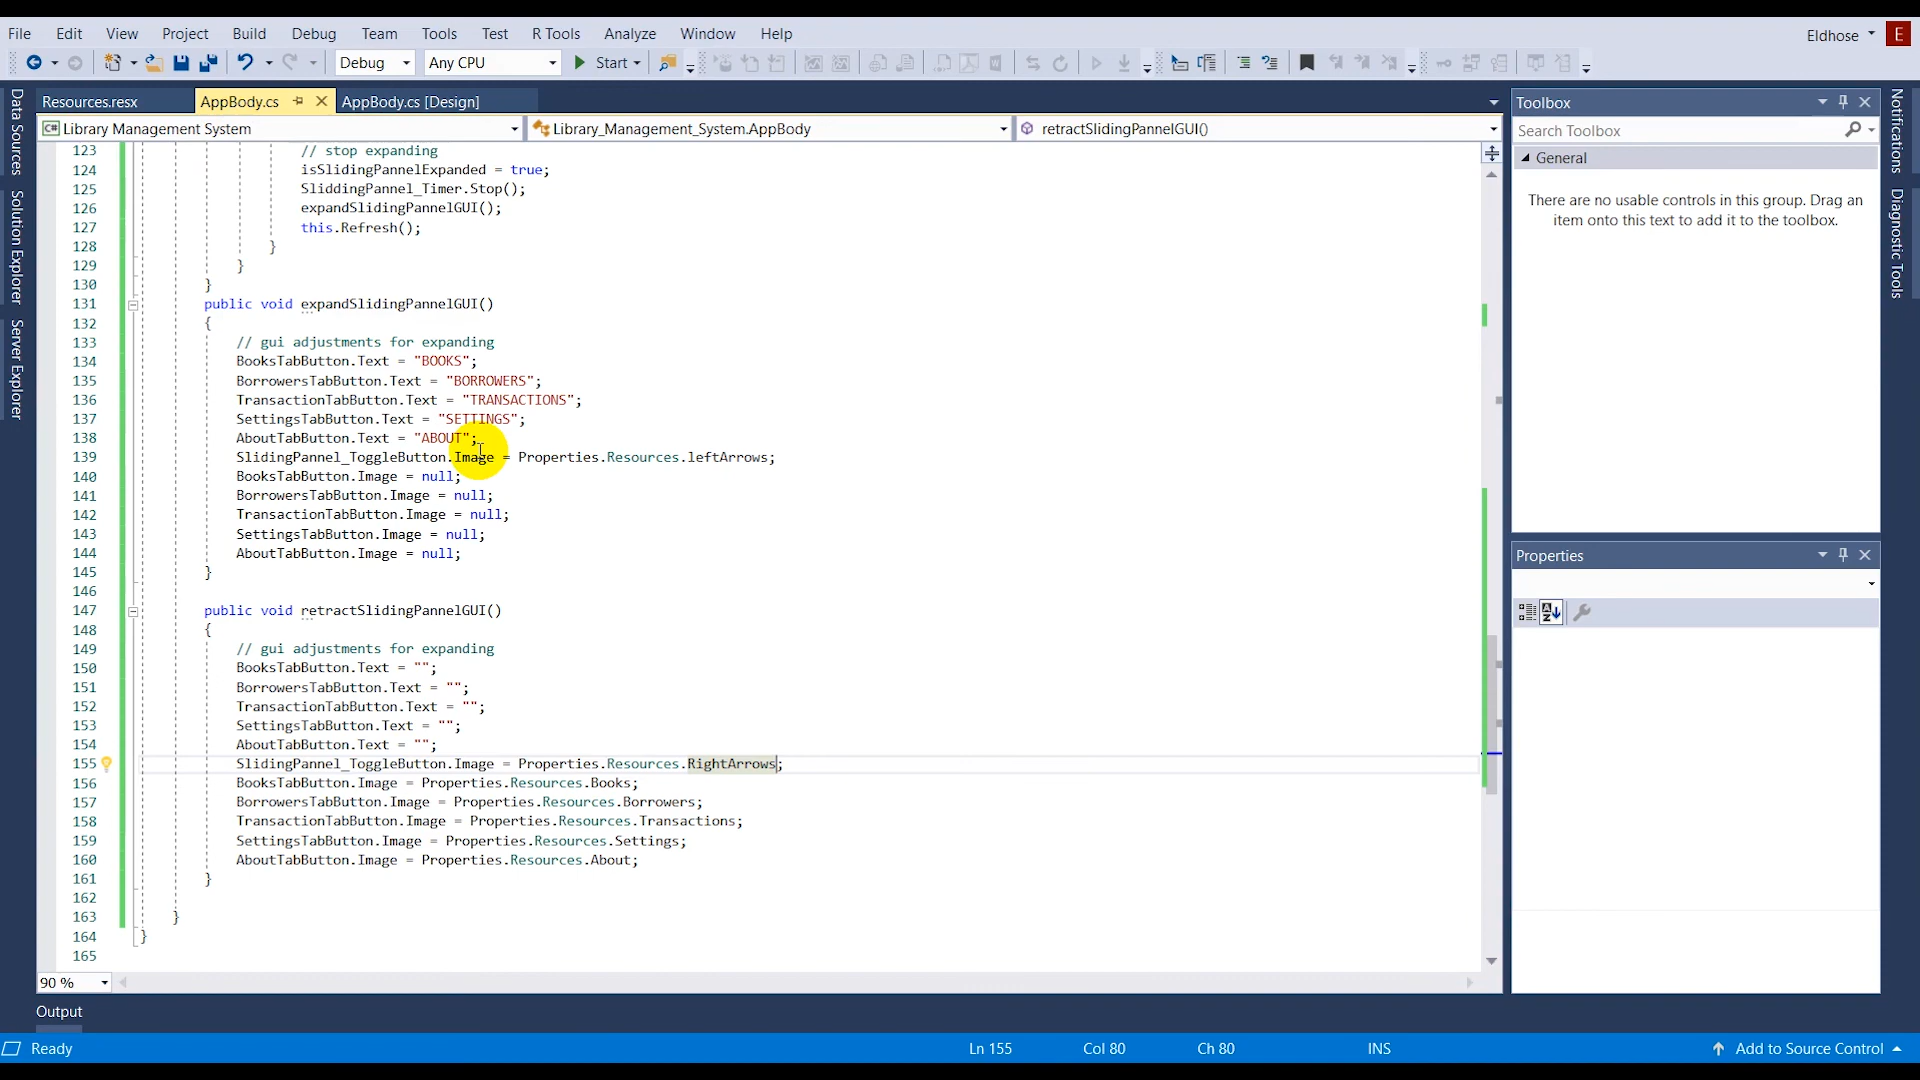 File Edit View Project Build Debug Team Tools Test R Tools Analyze Window Help
Eldhose E
Debug Any CPU Start
Data Sources
Solution Explorer
Server Explorer
Resources.resx AppBody.cs AppBody.cs [Design]
C# Library Management System Library_Management_System.AppBody retractSlidingPannelGUI()
123 // stop expanding
124 isSlidingPannelExpanded = true;
125 SliddingPannel_Timer.Stop();
126 expandSlidingPannelGUI();
127 this.Refresh();
128 }
129 }
130 }
131 public void expandSlidingPannelGUI()
132 {
133 // gui adjustments for expanding
134 BooksTabButton.Text = "BOOKS";
135 BorrowersTabButton.Text = "BORROWERS";
136 TransactionTabButton.Text = "TRANSACTIONS";
137 SettingsTabButton.Text = "SETTINGS";
138 AboutTabButton.Text = "ABOUT";
139 SlidingPannel_ToggleButton.Image = Properties.Resources.leftArrows;
140 BooksTabButton.Image = null;
141 BorrowersTabButton.Image = null;
142 TransactionTabButton.Image = null;
143 SettingsTabButton.Image = null;
144 AboutTabButton.Image = null;
145 }
146
147 public void retractSlidingPannelGUI()
148 {
149 // gui adjustments for expanding
150 BooksTabButton.Text = "";
151 BorrowersTabButton.Text = "";
152 TransactionTabButton.Text = "";
153 SettingsTabButton.Text = "";
154 AboutTabButton.Text = "";
155 SlidingPannel_ToggleButton.Image = Properties.Resources.RightArrows;
156 BooksTabButton.Image = Properties.Resources.Books;
157 BorrowersTabButton.Image = Properties.Resources.Borrowers;
158 TransactionTabButton.Image = Properties.Resources.Transactions;
159 SettingsTabButton.Image = Properties.Resources.Settings;
160 AboutTabButton.Image = Properties.Resources.About;
161 }
162
163 }
164 }
165
90 %
Toolbox
Search Toolbox
General
There are no usable controls in this group. Drag an
item onto this text to add it to the toolbox.
Properties
Notifications
Diagnostic Tools
Output
Ready Ln 155 Col 80 Ch 80 INS Add to Source Control